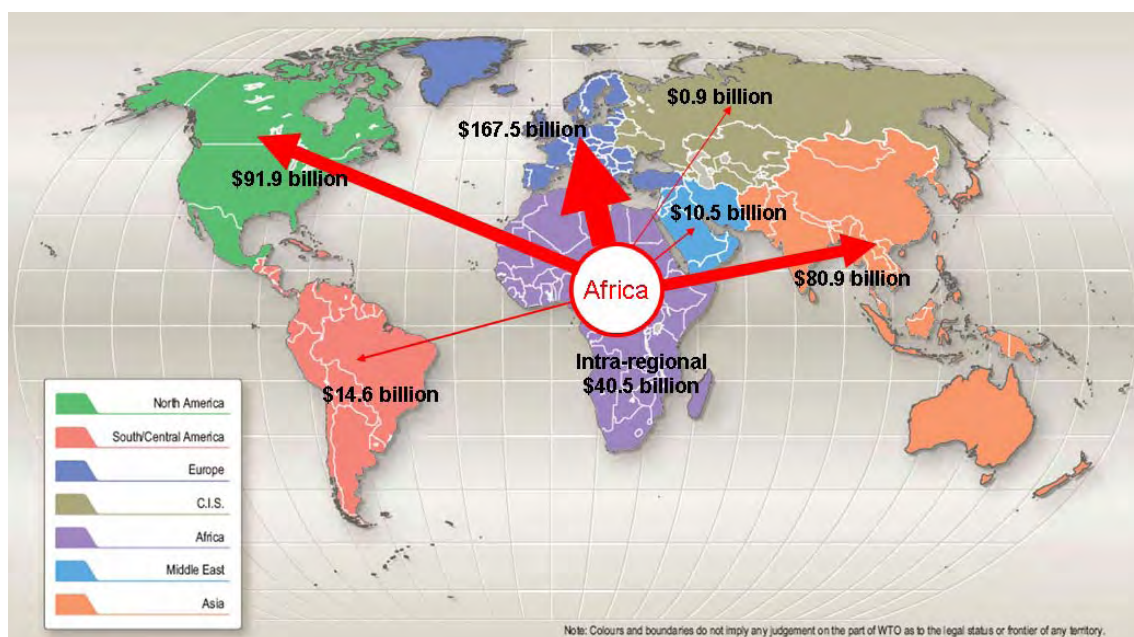 $0.9 billion
$167.5 billion
$91.9 billion
$10.5 billion
$80.9 billion
Africa
Intra-regional
$40.5 billion
$14.6 billion
North America
South/Central America
Europe
C.I.S.
Africa
Middle East
Asia
Note: Colours and boundaries do not imply any judgement on the part of WTO as to the legal status or frontier of any territory.